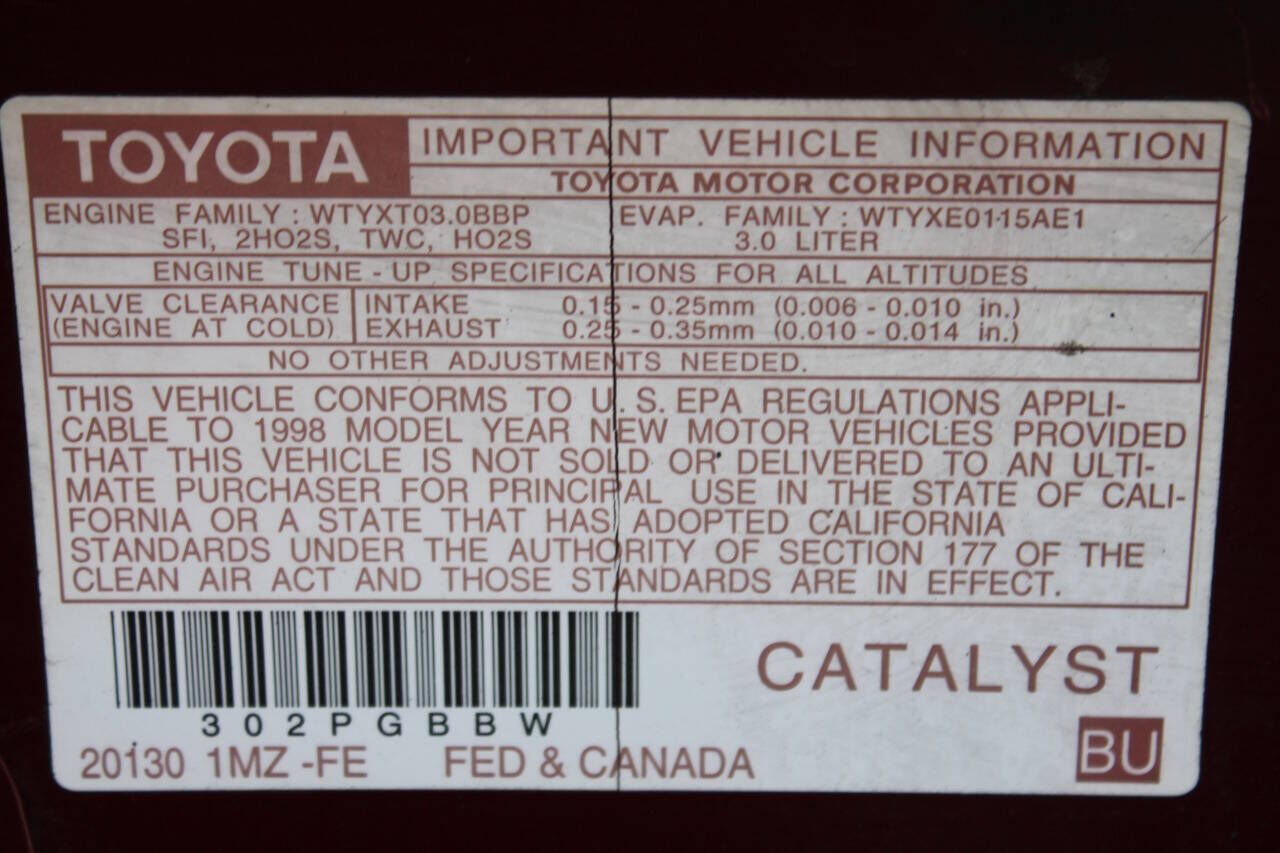 TOYOTA IMPORTANT VEHICLE INFORMATION
TOYOTA MOTOR CORPORATION
ENGINE FAMILY : WTYXT03.0BBP EVAP. FAMILY : WTYXE0115AE1
SFI, 2HO2S, TWC, HO2S 3.0 LITER
ENGINE TUNE - UP SPECIFICATIONS FOR ALL ALTITUDES
VALVE CLEARANCE INTAKE 0.15 - 0.25mm (0.006 - 0.010 in.)
(ENGINE AT COLD) EXHAUST 0.25 - 0.35mm (0.010 - 0.014 in.)
NO OTHER ADJUSTMENTS NEEDED.
THIS VEHICLE CONFORMS TO U.S. EPA REGULATIONS APPLI-
CABLE TO 1998 MODEL YEAR NEW MOTOR VEHICLES PROVIDED
THAT THIS VEHICLE IS NOT SOLD OR DELIVERED TO AN ULTI-
MATE PURCHASER FOR PRINCIPAL USE IN THE STATE OF CALI-
FORNIA OR A STATE THAT HAS ADOPTED CALIFORNIA
STANDARDS UNDER THE AUTHORITY OF SECTION 177 OF THE
CLEAN AIR ACT AND THOSE STANDARDS ARE IN EFFECT.
CATALYST
302PGBBW
20130 1MZ -FE FED & CANADA BU